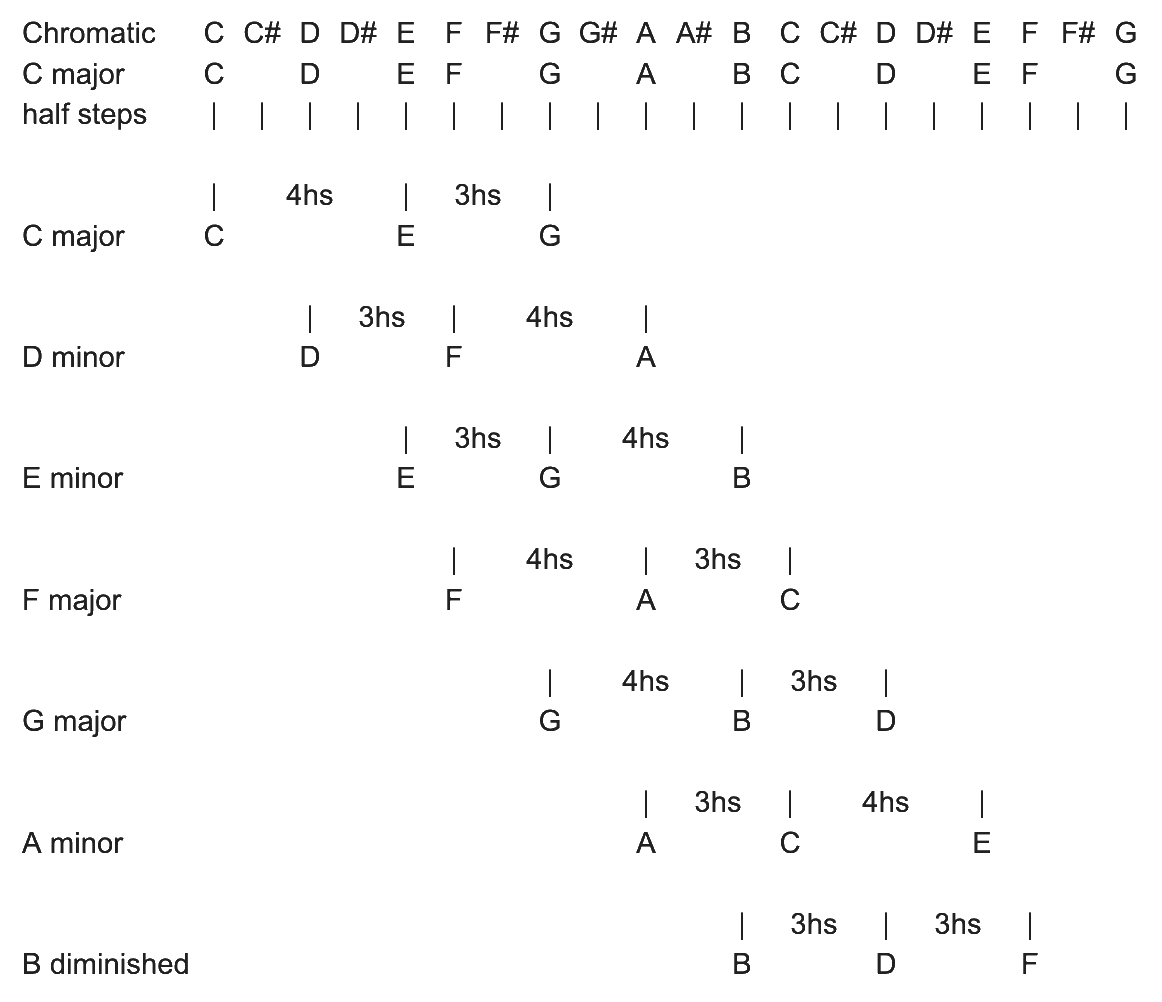 Chromatic C C# D D# E F F# G G# A A# B C C# D D# E F F# G
C major C D E F G A B C D E F G
half steps | | | | | | | | | | | | | | | | | | | |
| 4hs | 3hs |
C major C E G
| 3hs | 4hs |
D minor D F A
| 3hs | 4hs |
E minor E G B
| 4hs | 3hs |
F major F A C
| 4hs | 3hs |
G major G B D
| 3hs | 4hs |
A minor A C E
| 3hs | 3hs |
B diminished B D F